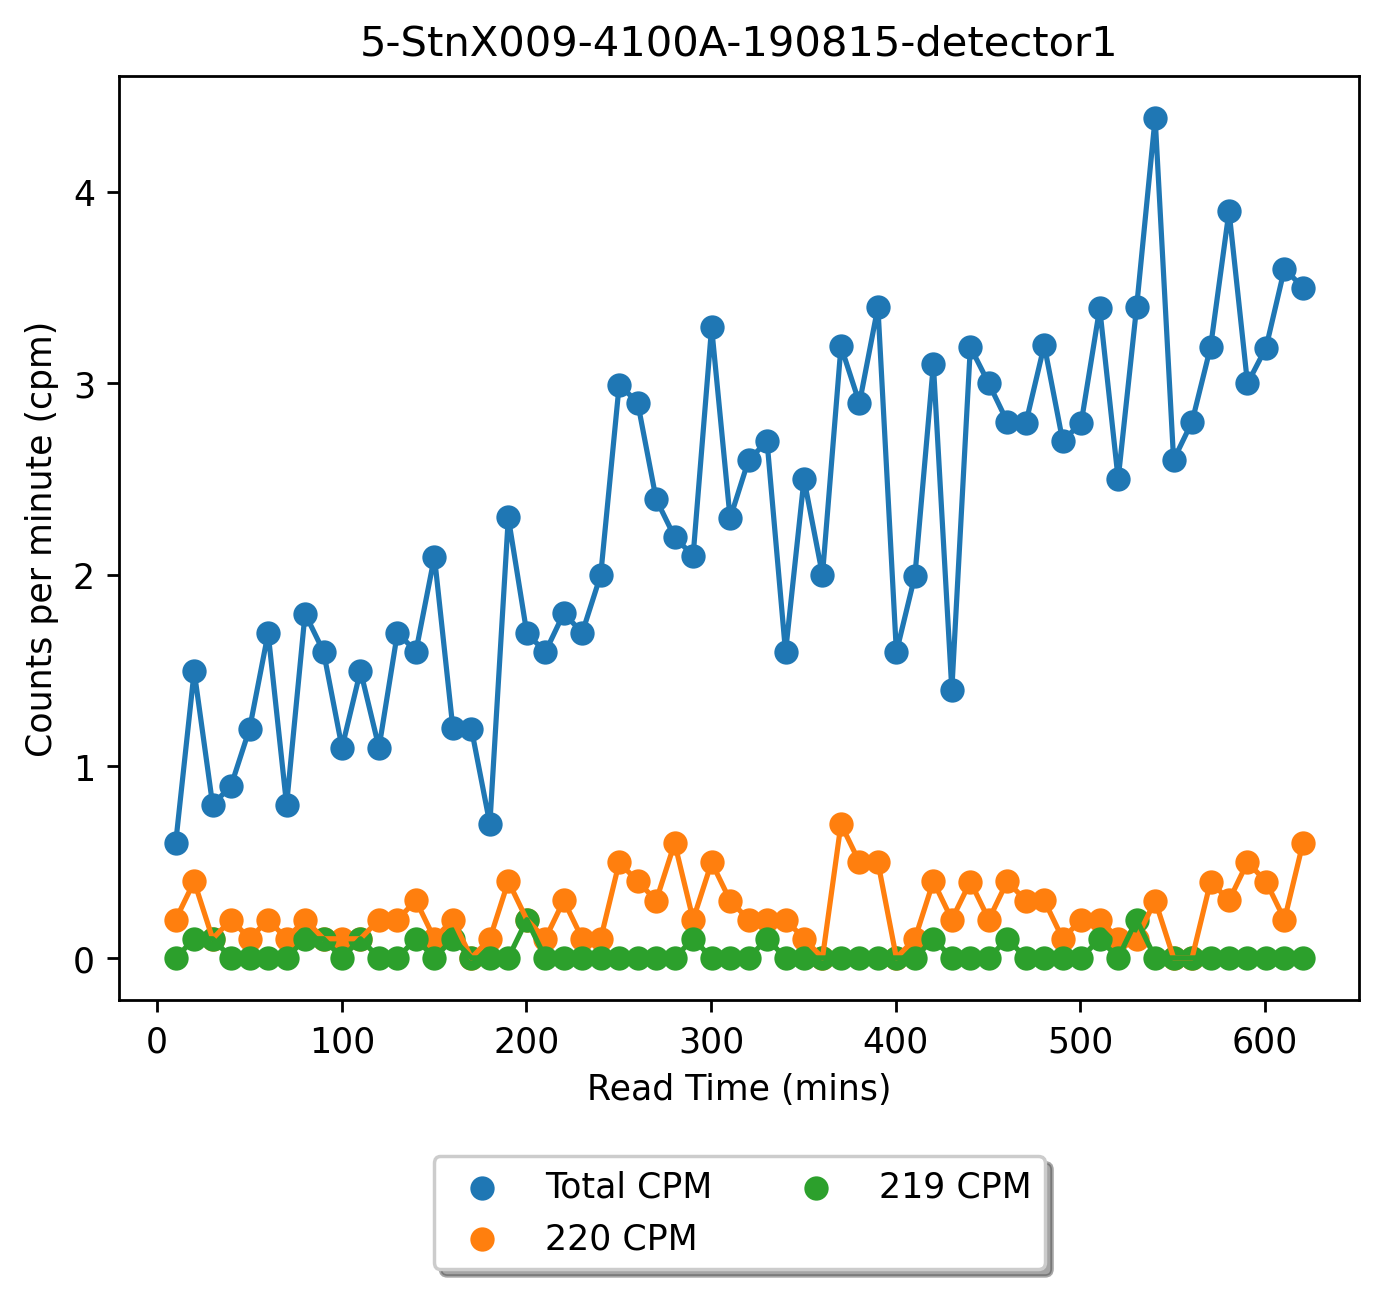 5-StnX009-4100A-190815-detector1
Counts per minute (cpm)
4
3
2
1
0
0 100 200 300 400 500 600
Read Time (mins)
Total CPM 219 CPM
220 CPM